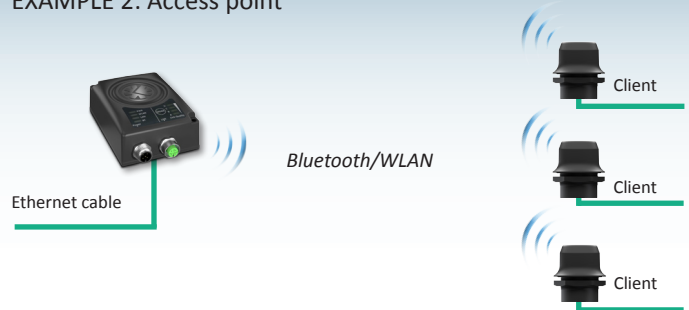 EXAMPLE 2: Access point
Client
Bluetooth/WLAN
Client
Ethernet cable
Client